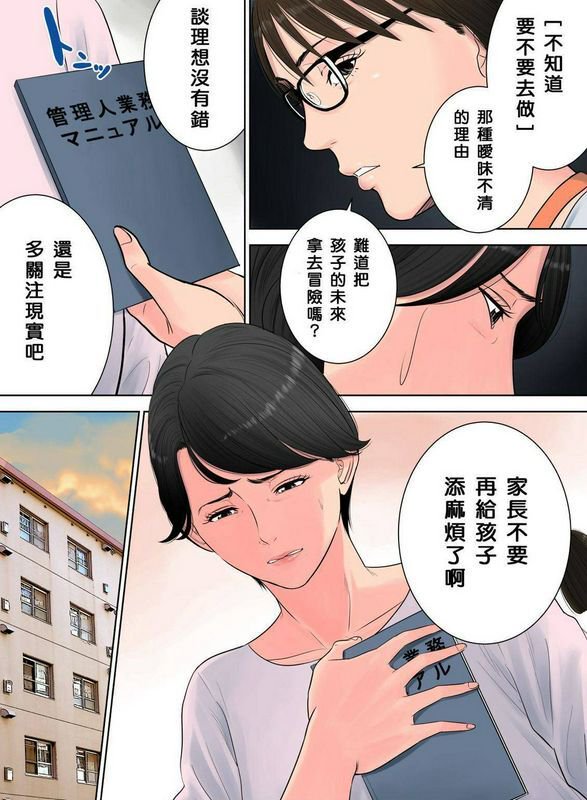 [不知道
要不要去做]
那種曖昧不清
的理由
難道把
孩子的未來
拿去冒險嗎？
談理想沒有錯
トンッ
管理人業務
マニュアル
還是
多關注現實吧
家長不要
再給孩子
添麻煩了啊
業務
アル